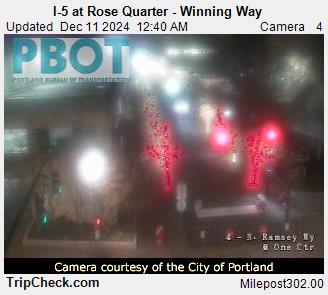 I-5 at Rose Quarter - Winning Way
Updated Dec 11 2024 12:40 AM Camera 4
PBOT
PORTLAND BUREAU OF TRANSPORTATION
4 - N. Ramsey Wy
@ One Ctr
Camera courtesy of the City of Portland
TripCheck.com Milepost302.00